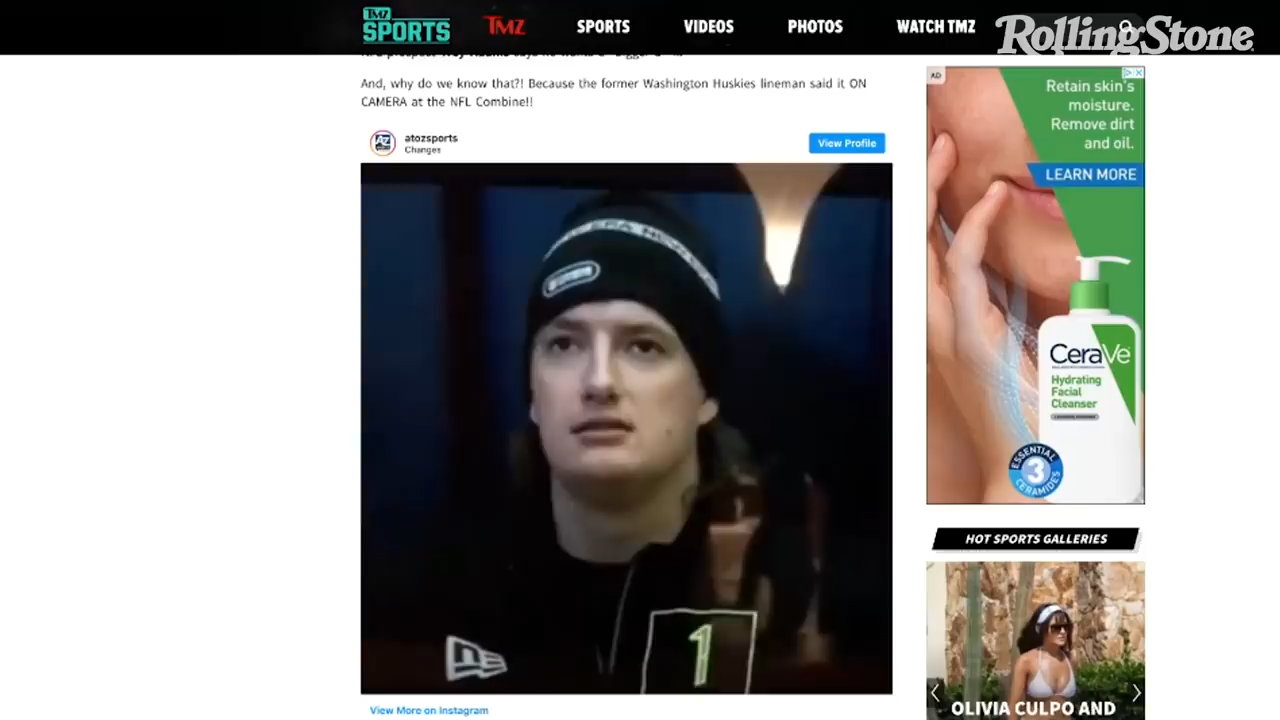 TMZ
SPORTS
TMZ
SPORTS
VIDEOS
PHOTOS
WATCH TMZ
RollingStone
And, why do we know that?! Because the former Washington Huskies lineman said it ON
CAMERA at the NFL Combine!!
atozsports
Changes
View Profile
1
View More on Instagram
AD
Retain skin's
moisture.
Remove dirt
and oil.
LEARN MORE
CeraVe
Hydrating
Facial
Cleanser
ESSENTIAL
3
CERAMIDES
HOT SPORTS GALLERIES
OLIVIA CULPO AND